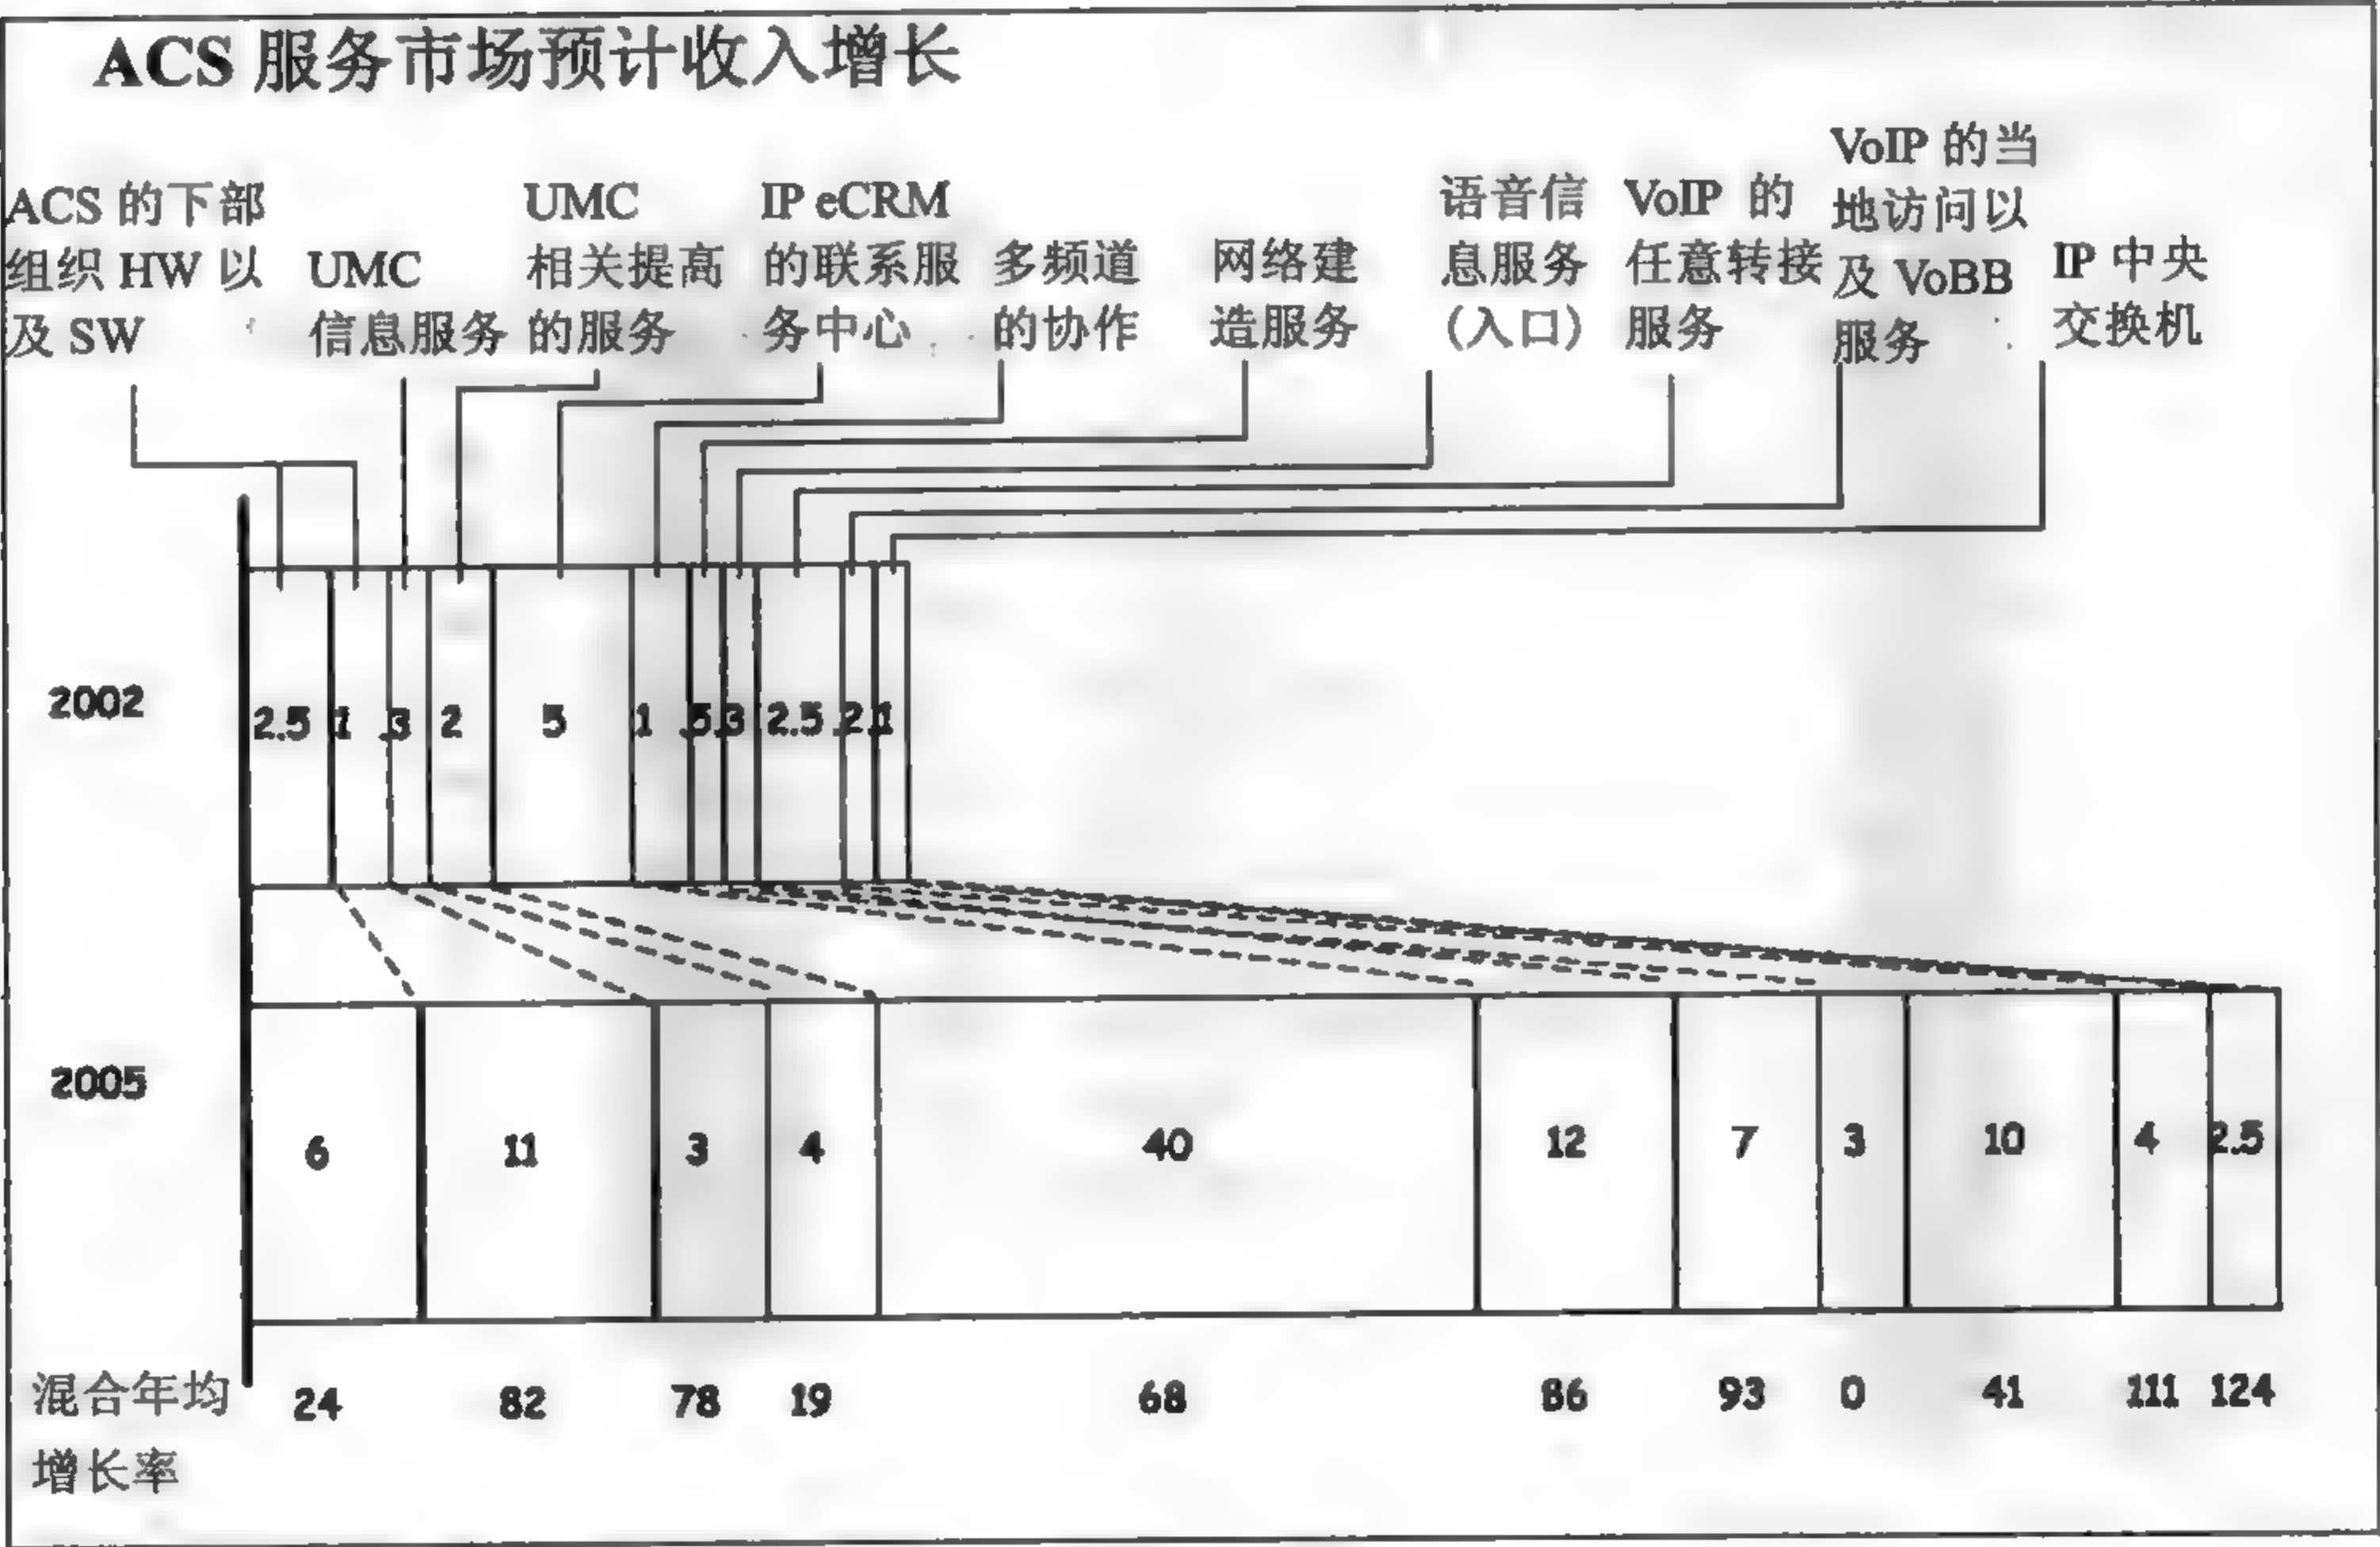 ACS 服务市场预计收入增长
ACS 的下部
组织 HW 以
及 SW
UMC
信息服务
UMC
相关提高
的服务
IP eCRM
的联系服
务中心
多频道
的协作
网络建
造服务
语音信
息服务
(入口)
VoIP 的
任意转接
服务
VoIP 的当
地访问以
及 VoBB
服务
IP 中央
交换机
2002
2.5 1 .3 2 5 1 .5 .3 2.5 .2 .1
2005
6 11 3 4 40 12 7 3 10 4 2.5
混合年均
增长率
24 82 78 19 68 86 93 0 41 111 124